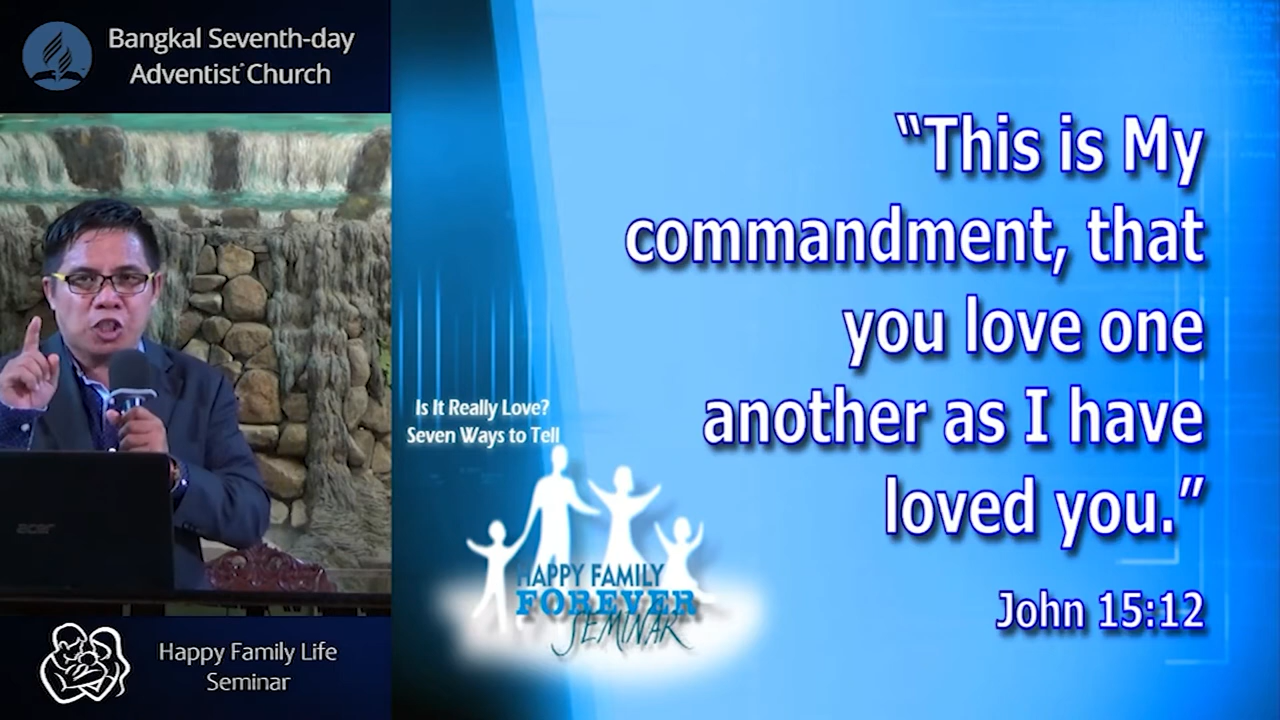 Bangkal Seventh-day
Adventist® Church
acer
Happy Family Life
Seminar
Is It Really Love?
Seven Ways to Tell
HAPPY FAMILY
FOREVER
SEMINAR
“This is My
commandment, that
you love one
another as I have
loved you.”
John 15:12